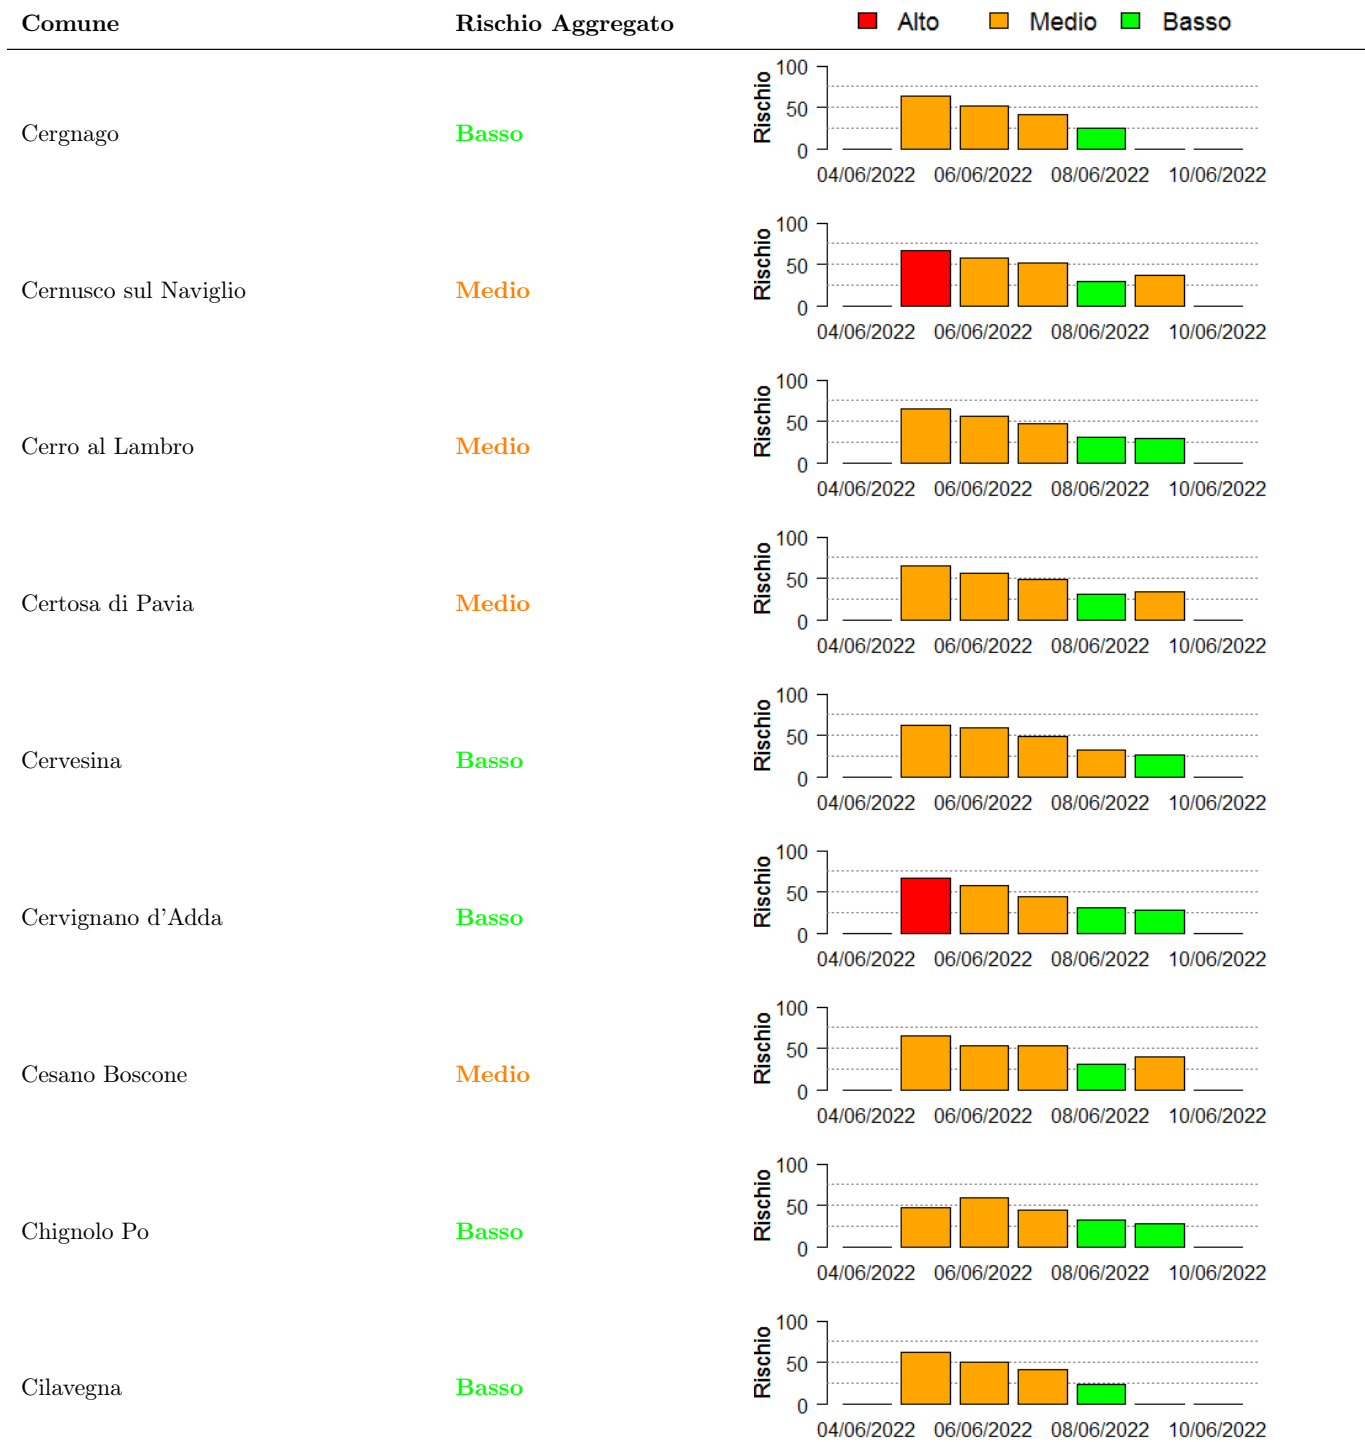 Comune Rischio Aggregato Alto Medio Basso
Cergnago Basso
Rischio
100
50
0
04/06/2022 06/06/2022 08/06/2022 10/06/2022
Cernusco sul Naviglio Medio
Rischio
100
50
0
04/06/2022 06/06/2022 08/06/2022 10/06/2022
Cerro al Lambro Medio
Rischio
100
50
0
04/06/2022 06/06/2022 08/06/2022 10/06/2022
Certosa di Pavia Medio
Rischio
100
50
0
04/06/2022 06/06/2022 08/06/2022 10/06/2022
Cervesina Basso
Rischio
100
50
0
04/06/2022 06/06/2022 08/06/2022 10/06/2022
Cervignano d'Adda Basso
Rischio
100
50
0
04/06/2022 06/06/2022 08/06/2022 10/06/2022
Cesano Boscone Medio
Rischio
100
50
0
04/06/2022 06/06/2022 08/06/2022 10/06/2022
Chignolo Po Basso
Rischio
100
50
0
04/06/2022 06/06/2022 08/06/2022 10/06/2022
Cilavegna Basso
Rischio
100
50
0
04/06/2022 06/06/2022 08/06/2022 10/06/2022